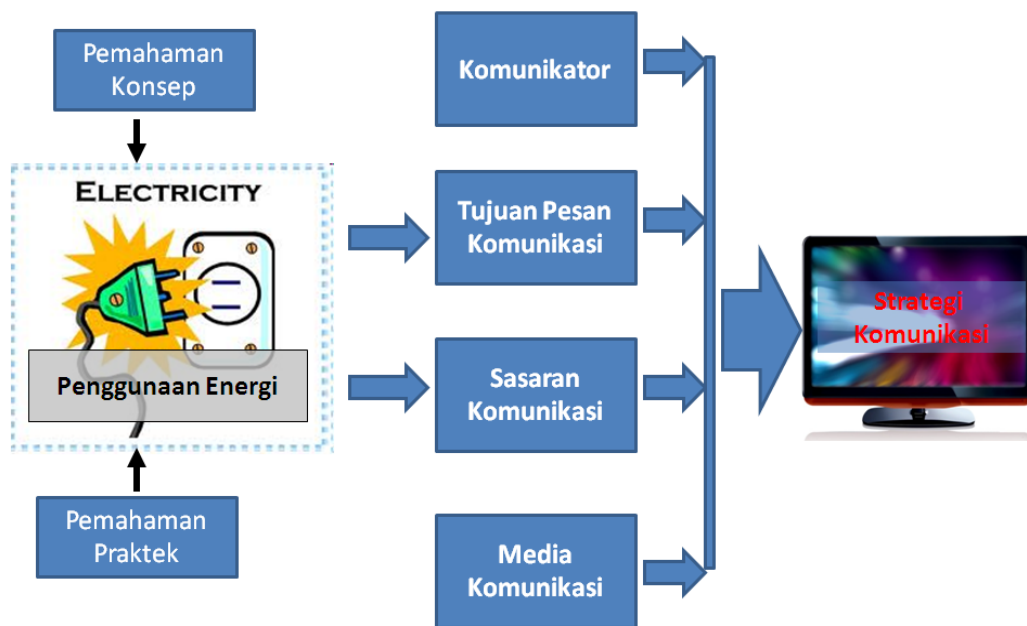 Pemahaman
Konsep
ELECTRICITY
Penggunaan Energi
Pemahaman
Praktek
Komunikator
Tujuan Pesan
Komunikasi
Sasaran
Komunikasi
Media
Komunikasi
Strategi
Komunikasi